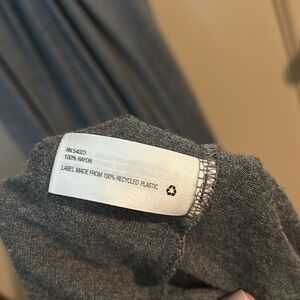 RN 54023
100% RAYON
LABEL MADE FROM 100% RECYCLED PLASTIC